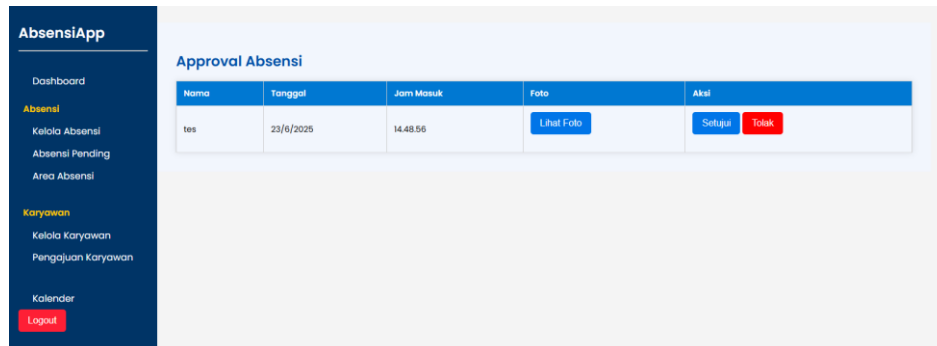 AbsensiApp
Dashboard
Absensi
Kelola Absensi
Absensi Pending
Area Absensi
Karyawan
Kelola Karyawan
Pengajuan Karyawan
Kalender
Logout
Approval Absensi
Nama Tanggal Jam Masuk Foto Aksi
tes 23/6/2025 14.48.56 Lihat Foto Setujui Tolak